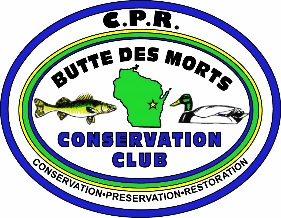 C.P.R.
BUTTE DES MORTS
CONSERVATION
CLUB
CONSERVATION•PRESERVATION•RESTORATION